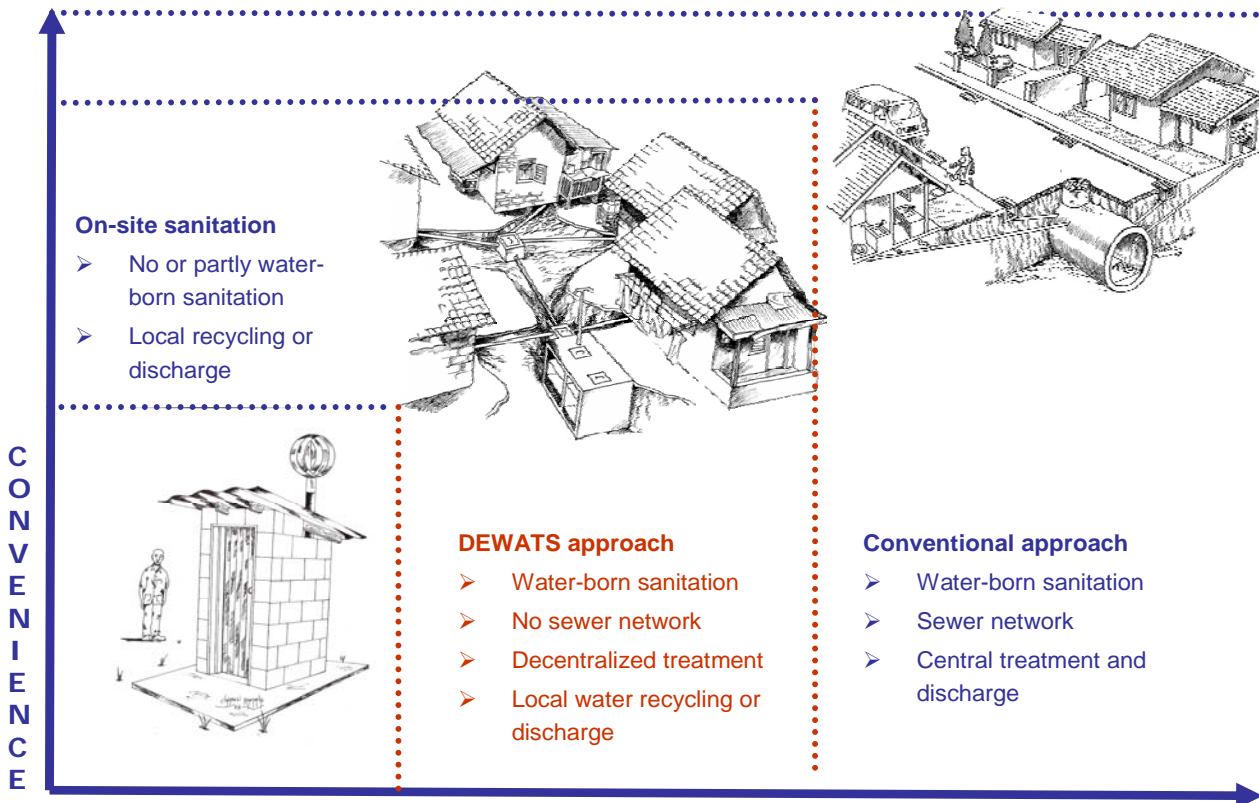 On-site sanitation
➢ No or partly water-
born sanitation
➢ Local recycling or
discharge
CONVENIENCE
DEWATS approach
➢ Water-born sanitation
➢ No sewer network
➢ Decentralized treatment
➢ Local water recycling or
discharge
Conventional approach
➢ Water-born sanitation
➢ Sewer network
➢ Central treatment and
discharge